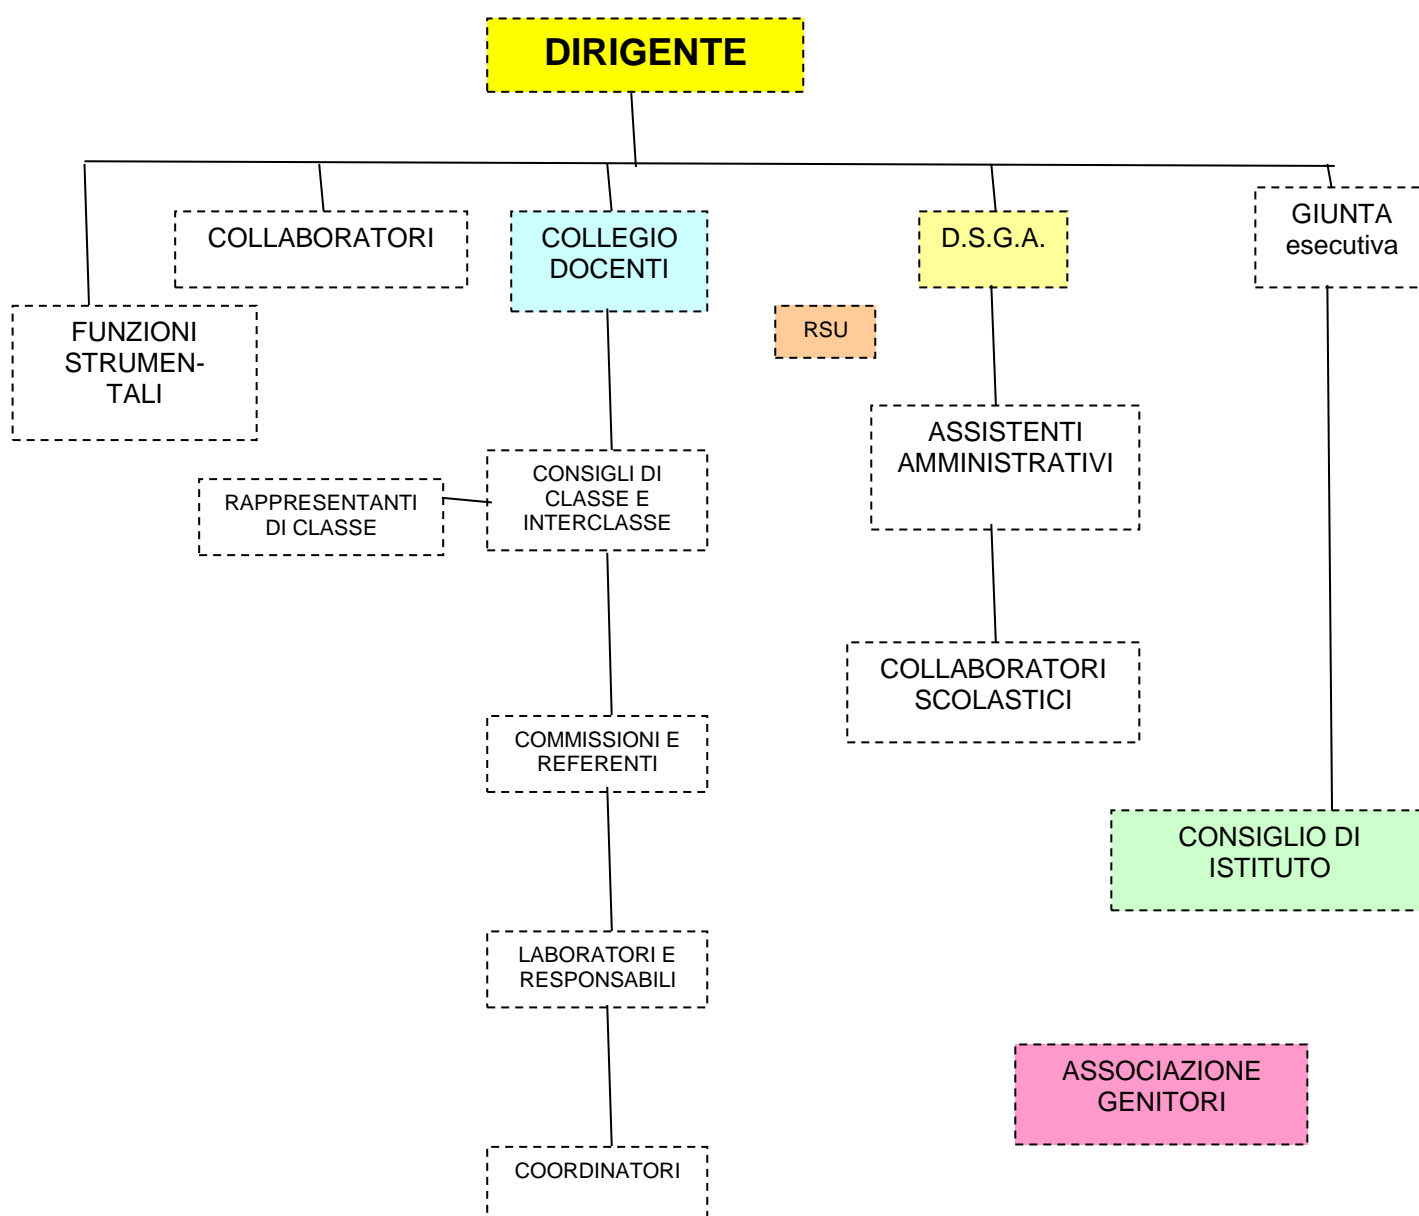 DIRIGENTE
COLLABORATORI
COLLEGIO
DOCENTI
D.S.G.A.
GIUNTA
esecutiva
FUNZIONI
STRUMEN-
TALI
RSU
ASSISTENTI
AMMINISTRATIVI
RAPPRESENTANTI
DI CLASSE
CONSIGLI DI
CLASSE E
INTERCLASSE
COLLABORATORI
SCOLASTICI
COMMISSIONI E
REFERENTI
CONSIGLIO DI
ISTITUTO
LABORATORI E
RESPONSABILI
ASSOCIAZIONE
GENITORI
COORDINATORI